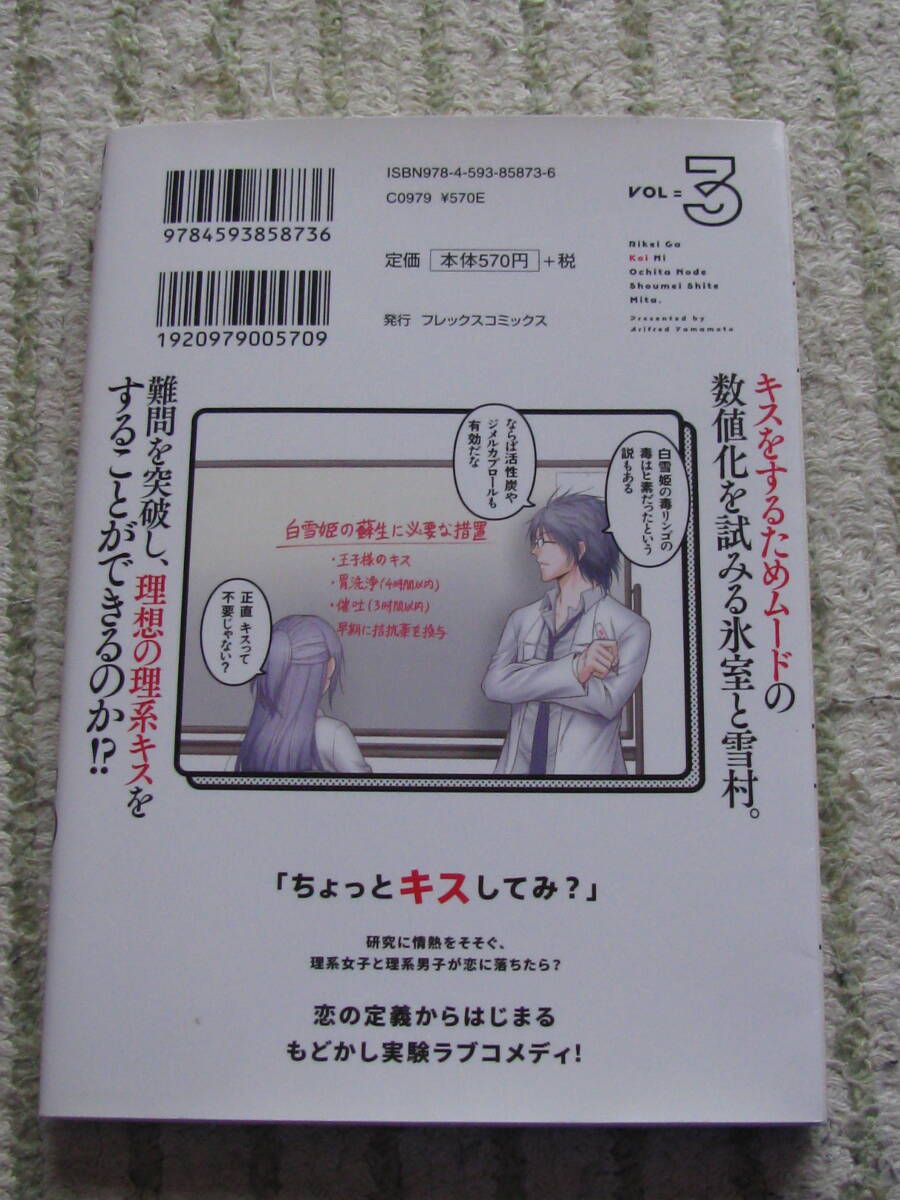 9784593858736
1920979005709
ISBN978-4-593-85873-6
C0979 ¥570E
定価 本体570円 +税
発行 フレックスコミックス
VOL = 3
Rikei Ga
Koi Ni
Ochita Node
Shoumei Shite
Mita.
Presented by
Arifred Yamamoto
キスをするためムードの
数値化を試みる氷室と雪村。
難問を突破し、理想の理系キスを
することができるのか!?
白雪姫の毒リンゴの
毒はヒ素だったという
説もある
ならば活性炭や
ジメルカプロールも
有効だな
白雪姫の蘇生に必要な措置
・王子様のキス
・胃洗浄(4時間以内)
・催吐(3時間以内)
・早期に拮抗薬を投与
正直 キスって
不要じゃない?
「ちょっとキスしてみ?」
研究に情熱をそそぐ、
理系女子と理系男子が恋に落ちたら?
恋の定義からはじまる
もどかし実験ラブコメディ!